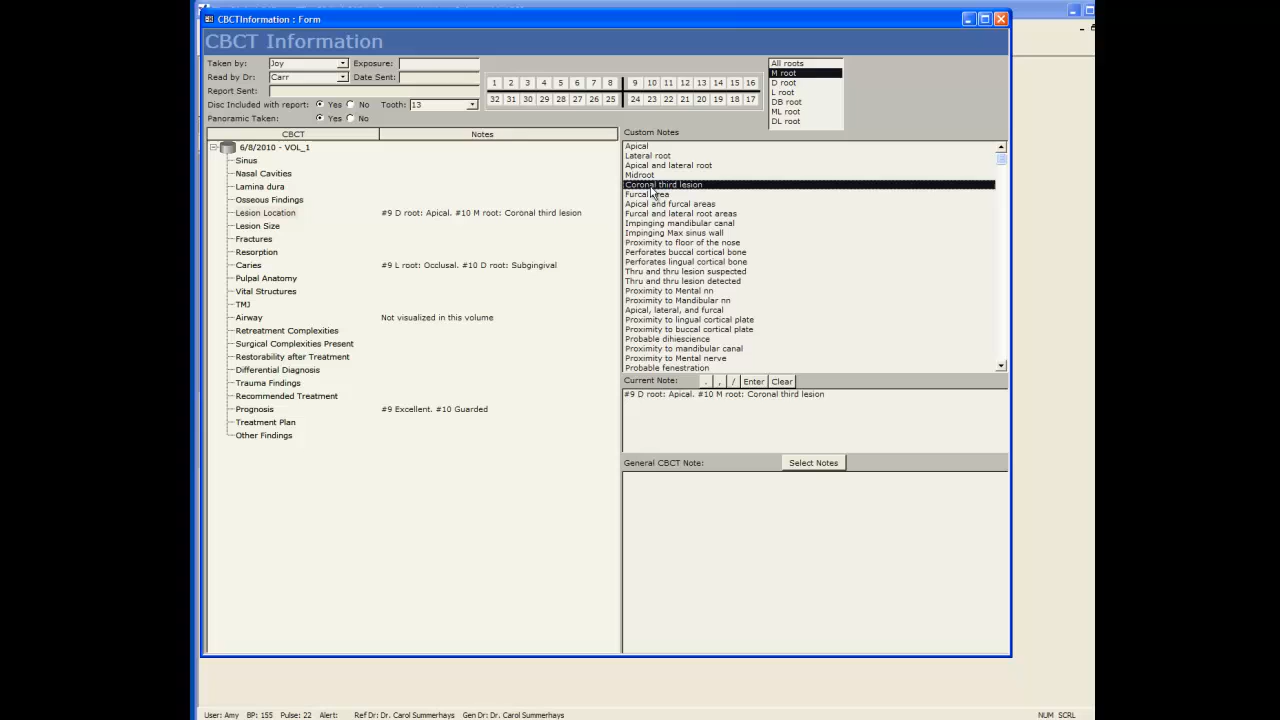 CBCTInformation : Form
CBCT Information
Taken by: Joy Exposure:
Read by Dr: Carr Date Sent:
Report Sent:
Disc Included with report: Yes No Tooth: 13
Panoramic Taken: Yes No
1 2 3 4 5 6 7 8 9 10 11 12 13 14 15 16
32 31 30 29 28 27 26 25 24 23 22 21 20 19 18 17
All roots
M root
D root
L root
DB root
ML root
DL root
CBCT Notes
6/8/2010 - VOL_1
Sinus
Nasal Cavities
Lamina dura
Osseous Findings
Lesion Location #9 D root: Apical. #10 M root: Coronal third lesion
Lesion Size
Fractures
Resorption
Caries #9 L root: Occlusal. #10 D root: Subgingival
Pulpal Anatomy
Vital Structures
TMJ
Airway Not visualized in this volume
Retreatment Complexities
Surgical Complexities Present
Restorability after Treatment
Differential Diagnosis
Trauma Findings
Recommended Treatment
Prognosis #9 Excellent. #10 Guarded
Treatment Plan
Other Findings
Custom Notes
Apical
Lateral root
Apical and lateral root
Midroot
Coronal third lesion
Furcal area
Apical and furcal areas
Furcal and lateral root areas
Impinging mandibular canal
Impinging Max sinus wall
Proximity to floor of the nose
Perforates buccal cortical bone
Perforates lingual cortical bone
Thru and thru lesion suspected
Thru and thru lesion detected
Proximity to Mental nn
Proximity to Mandibular nn
Apical, lateral, and furcal
Proximity to lingual cortical plate
Proximity to buccal cortical plate
Probable dihiescence
Proximity to mandibular canal
Proximity to Mental nerve
Probable fenestration
Current Note: . , / Enter Clear
#9 D root: Apical. #10 M root: Coronal third lesion
General CBCT Note: Select Notes
User: Amy BP: 155 Pulse: 22 Alert: Ref Dr: Dr. Carol Summerhays Gen Dr: Dr. Carol Summerhays NUM SCRL